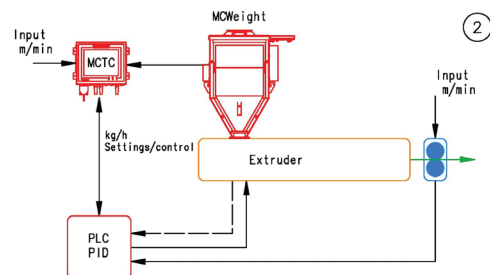 MCWeight
2
Input
m/min
MCTC
Input
m/min
kg/h
Settings/control
Extruder
PLC
PID